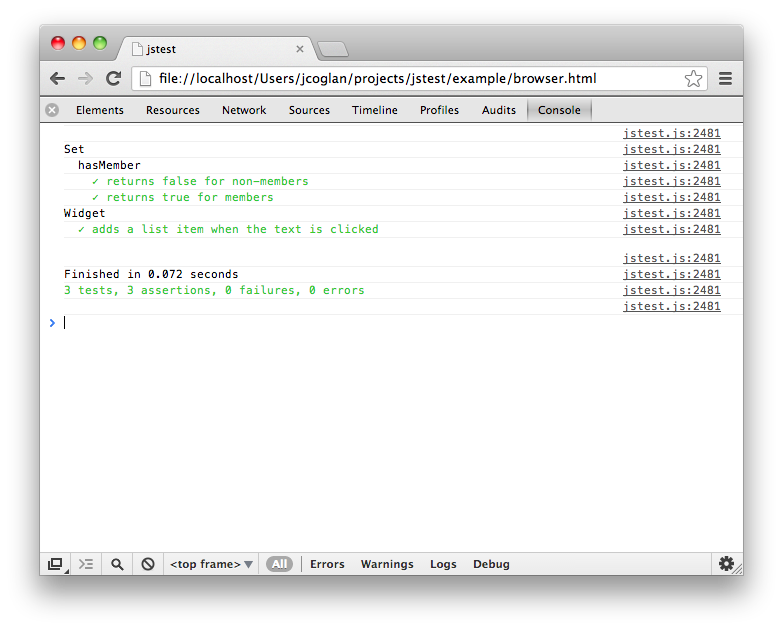 jstest
file://localhost/Users/jcoglan/projects/jstest/example/browser.html
Elements Resources Network Sources Timeline Profiles Audits Console
jstest.js:2481
Set jstest.js:2481
hasMember jstest.js:2481
✓ returns false for non-members jstest.js:2481
✓ returns true for members jstest.js:2481
Widget jstest.js:2481
✓ adds a list item when the text is clicked jstest.js:2481
jstest.js:2481
Finished in 0.072 seconds jstest.js:2481
3 tests, 3 assertions, 0 failures, 0 errors jstest.js:2481
jstest.js:2481
>
<top frame> All Errors Warnings Logs Debug